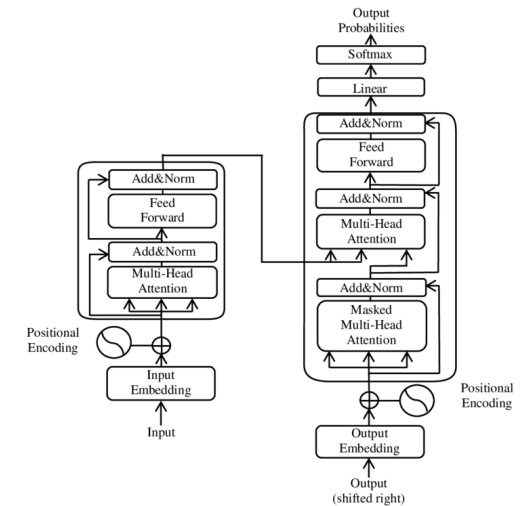 Output
Probabilities
Softmax
Linear
Add&Norm
Feed
Forward
Add&Norm
Multi-Head
Attention
Add&Norm
Masked
Multi-Head
Attention
Positional
Encoding
Output
Embedding
Output
(shifted right)
Add&Norm
Feed
Forward
Add&Norm
Multi-Head
Attention
Positional
Encoding
Input
Embedding
Input